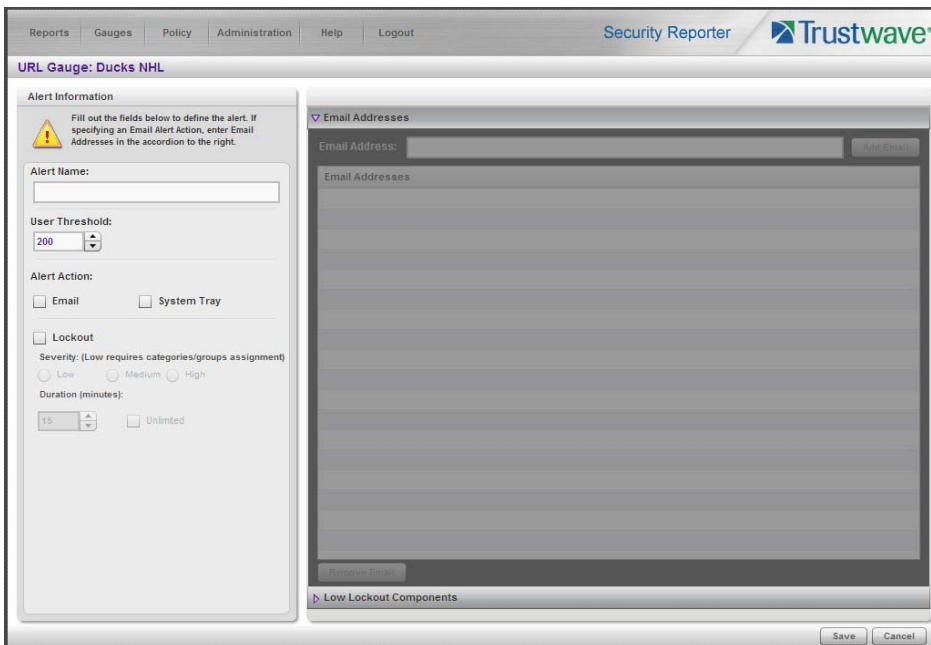 Reports Gauges Policy Administration Help Logout Security Reporter Trustwave
URL Gauge: Ducks NHL
Alert Information
Fill out the fields below to define the alert. If
specifying an Email Alert Action, enter Email
Addresses in the accordion to the right.
Alert Name:
User Threshold:
200
Alert Action:
Email System Tray
Lockout
Severity: (Low requires categories/groups assignment)
Low Medium High
Duration (minutes):
15 Unlimited
Email Addresses
Email Address: Add Email
Email Addresses
Remove Email
Low Lockout Components
Save Cancel